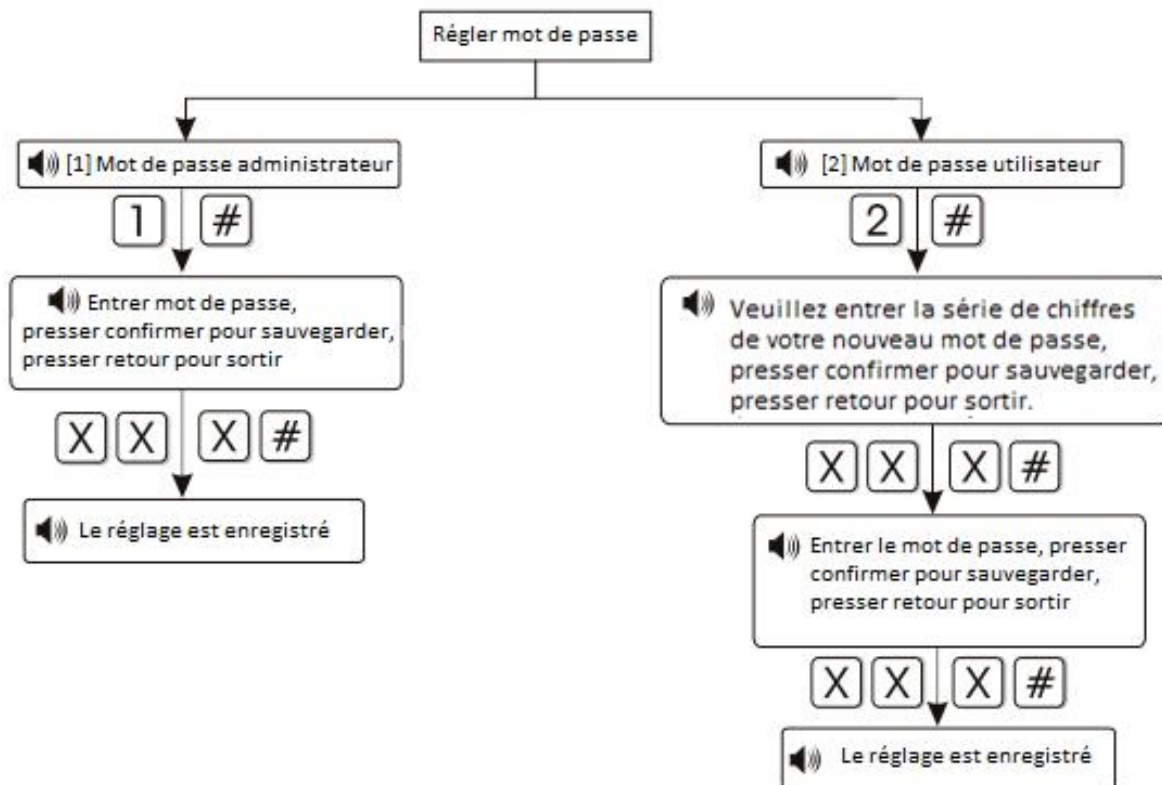 Régler mot de passe
[1] Mot de passe administrateur
1 #
Entrer mot de passe,
presser confirmer pour sauvegarder,
presser retour pour sortir
X X X #
Le réglage est enregistré
[2] Mot de passe utilisateur
2 #
Veuillez entrer la série de chiffres
de votre nouveau mot de passe,
presser confirmer pour sauvegarder,
presser retour pour sortir.
X X X #
Entrer le mot de passe, presser
confirmer pour sauvegarder,
presser retour pour sortir
X X X #
Le réglage est enregistré